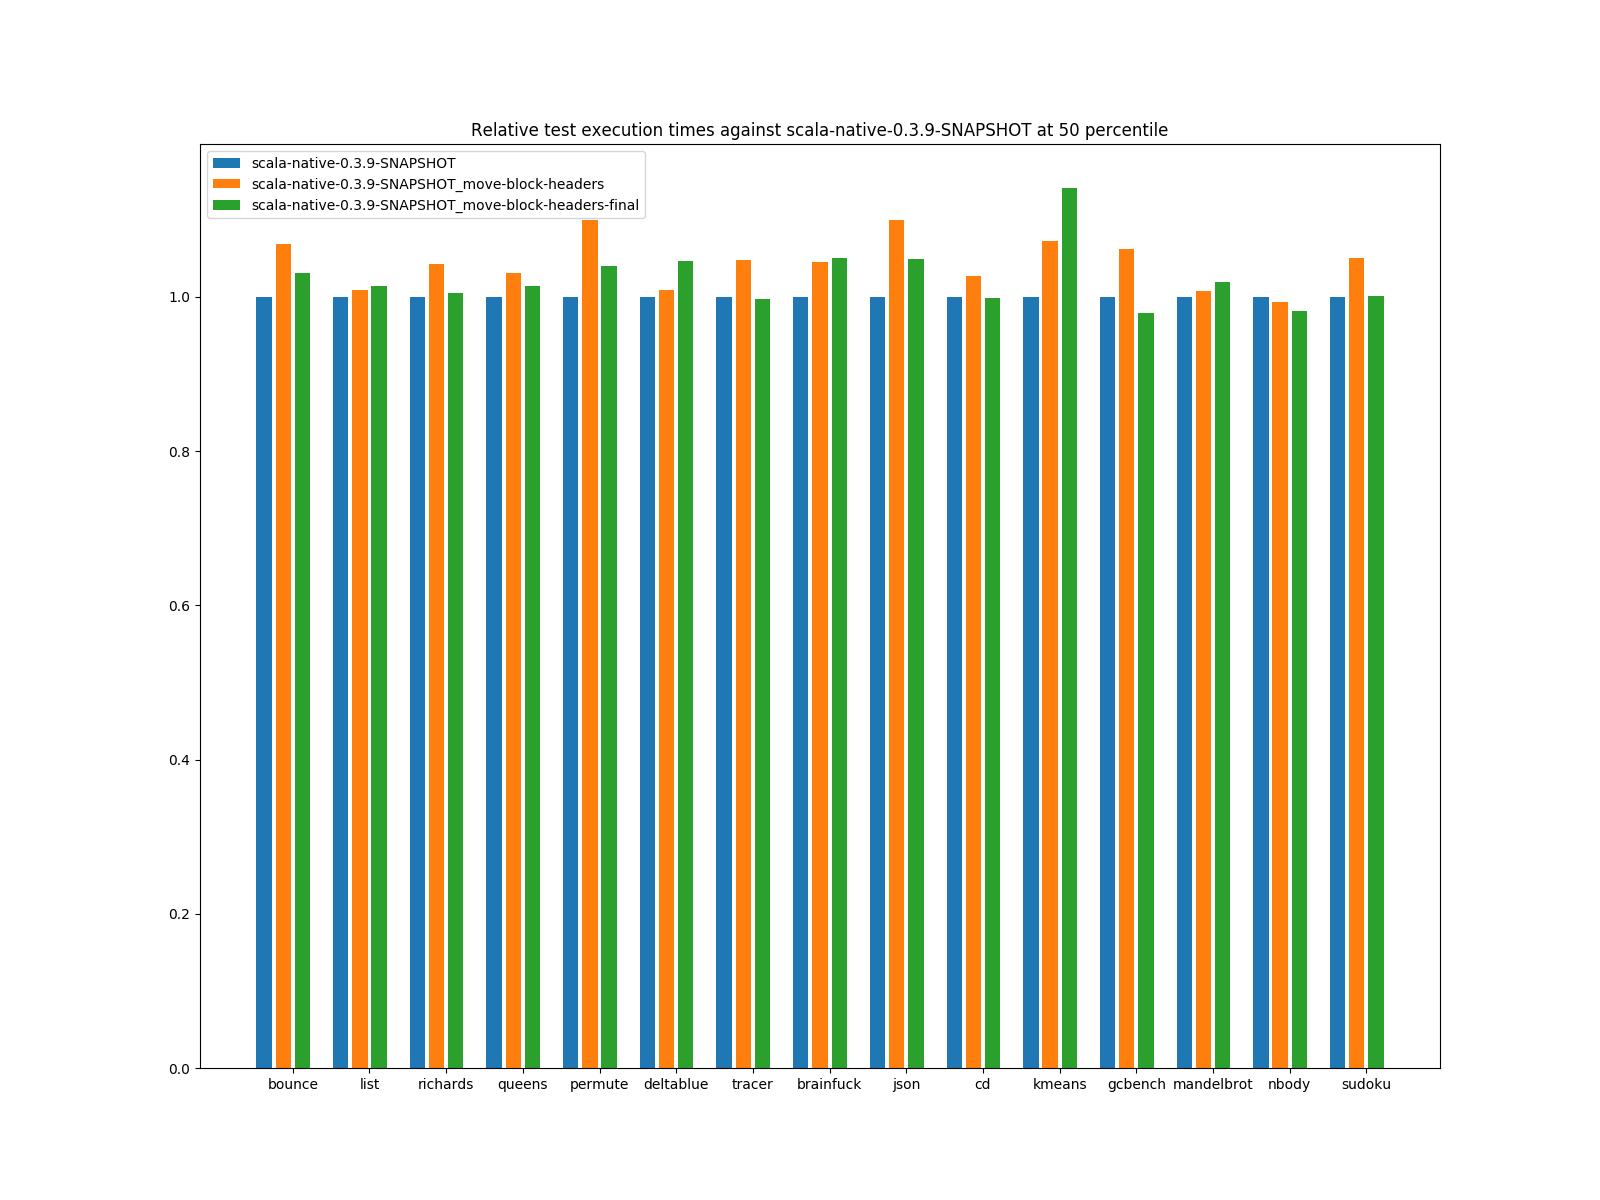 Relative test execution times against scala-native-0.3.9-SNAPSHOT at 50 percentile
scala-native-0.3.9-SNAPSHOT
scala-native-0.3.9-SNAPSHOT_move-block-headers
scala-native-0.3.9-SNAPSHOT_move-block-headers-final
1.0
0.8
0.6
0.4
0.2
0.0
bounce list richards queens permute deltablue tracer brainfuck json cd kmeans gcbench mandelbrot nbody sudoku